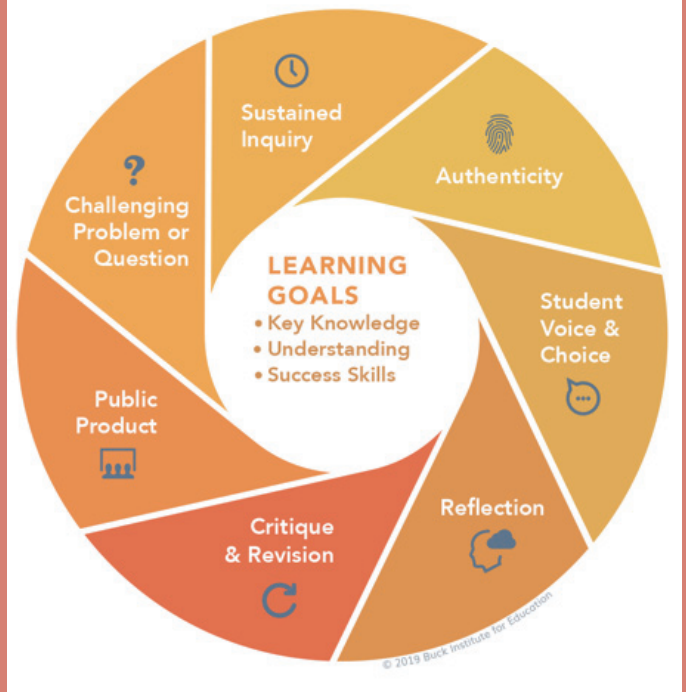 Sustained
Inquiry
Authenticity
Student
Voice &
Choice
Reflection
Critique
& Revision
Public
Product
?
Challenging
Problem or
Question
LEARNING
GOALS
• Key Knowledge
• Understanding
• Success Skills
© 2019 Buck Institute for Education